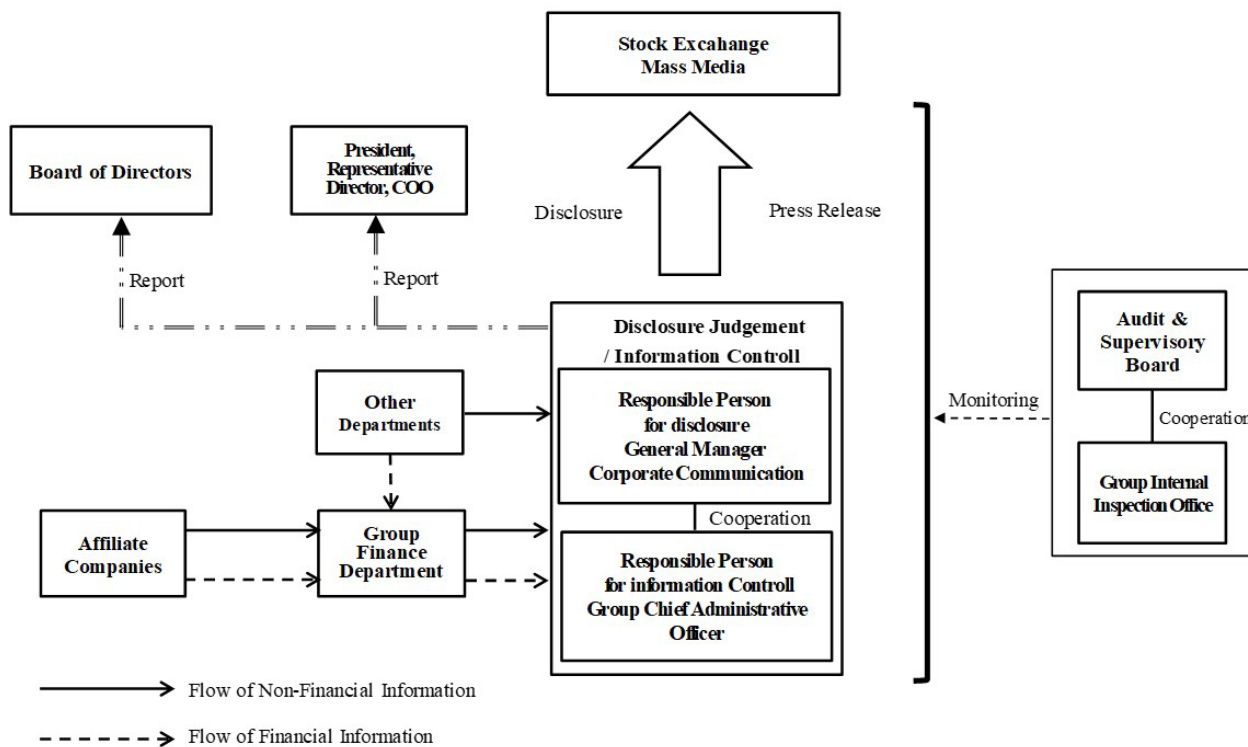 Stock Excahange
Mass Media
Board of Directors
President,
Representative
Director, COO
Disclosure
Press Release
Report
Report
Disclosure Judgement
/ Information Controll
Audit &
Supervisory
Board
Other
Departments
Responsible Person
for disclosure
General Manager
Corporate Communication
Monitoring
Cooperation
Group Internal
Inspection Office
Cooperation
Affiliate
Companies
Group
Finance
Department
Responsible Person
for information Controll
Group Chief Administrative
Officer
Flow of Non-Financial Information
Flow of Financial Information